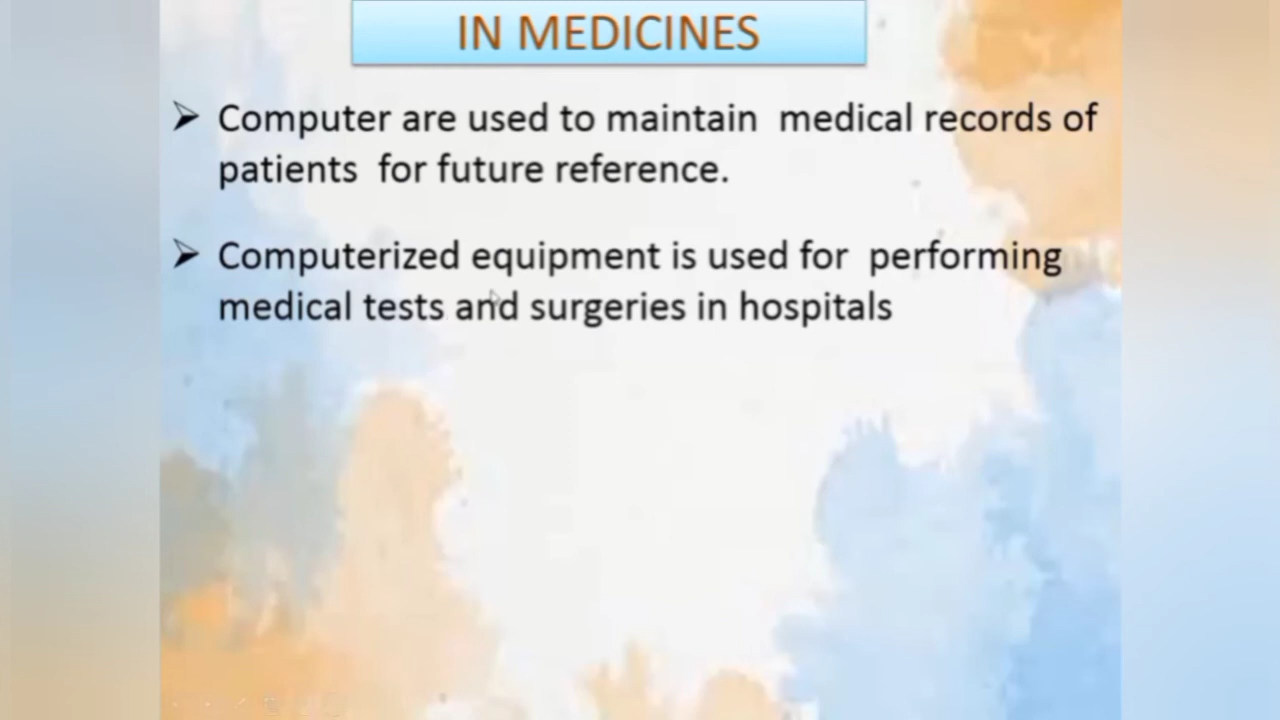 IN MEDICINES
➢ Computer are used to maintain medical records of
patients for future reference.
➢ Computerized equipment is used for performing
medical tests and surgeries in hospitals